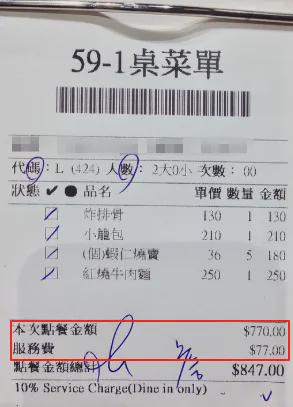 59-1桌菜單
代碼：L (424) 人數：2大0小 次數：00
狀態 ✔ ● 品名 單價 數量 金額
炸排骨 130 1 130
小籠包 210 1 210
(個)蝦仁燒賣 36 5 180
紅燒牛肉麵 250 1 250
本次點餐金額 $770.00
服務費 $77.00
點餐金額總計 $847.00
10% Service Charge(Dine in only)